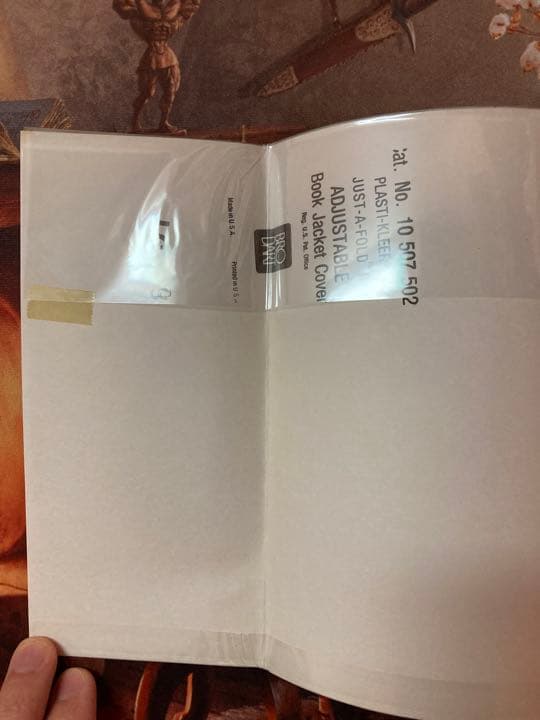 Cat. No. 10 507 502
PLASTI-KLEER
JUST-A-FOLD
ADJUSTABLE
Book Jacket Cover
Reg. U.S. Pat. Office
BRO
DART
Made in U S A
Printed in U S A